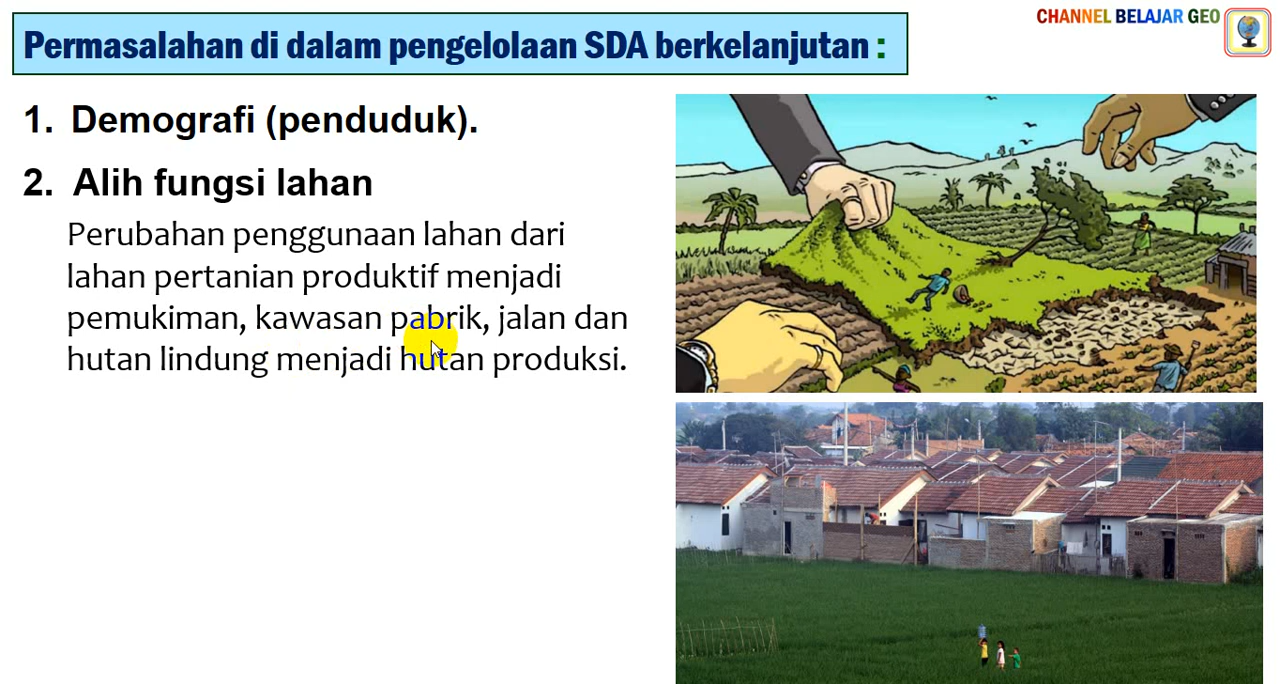 CHANNEL BELAJAR GEO
Permasalahan di dalam pengelolaan SDA berkelanjutan :
1. Demografi (penduduk).
2. Alih fungsi lahan
Perubahan penggunaan lahan dari
lahan pertanian produktif menjadi
pemukiman, kawasan pabrik, jalan dan
hutan lindung menjadi hutan produksi.